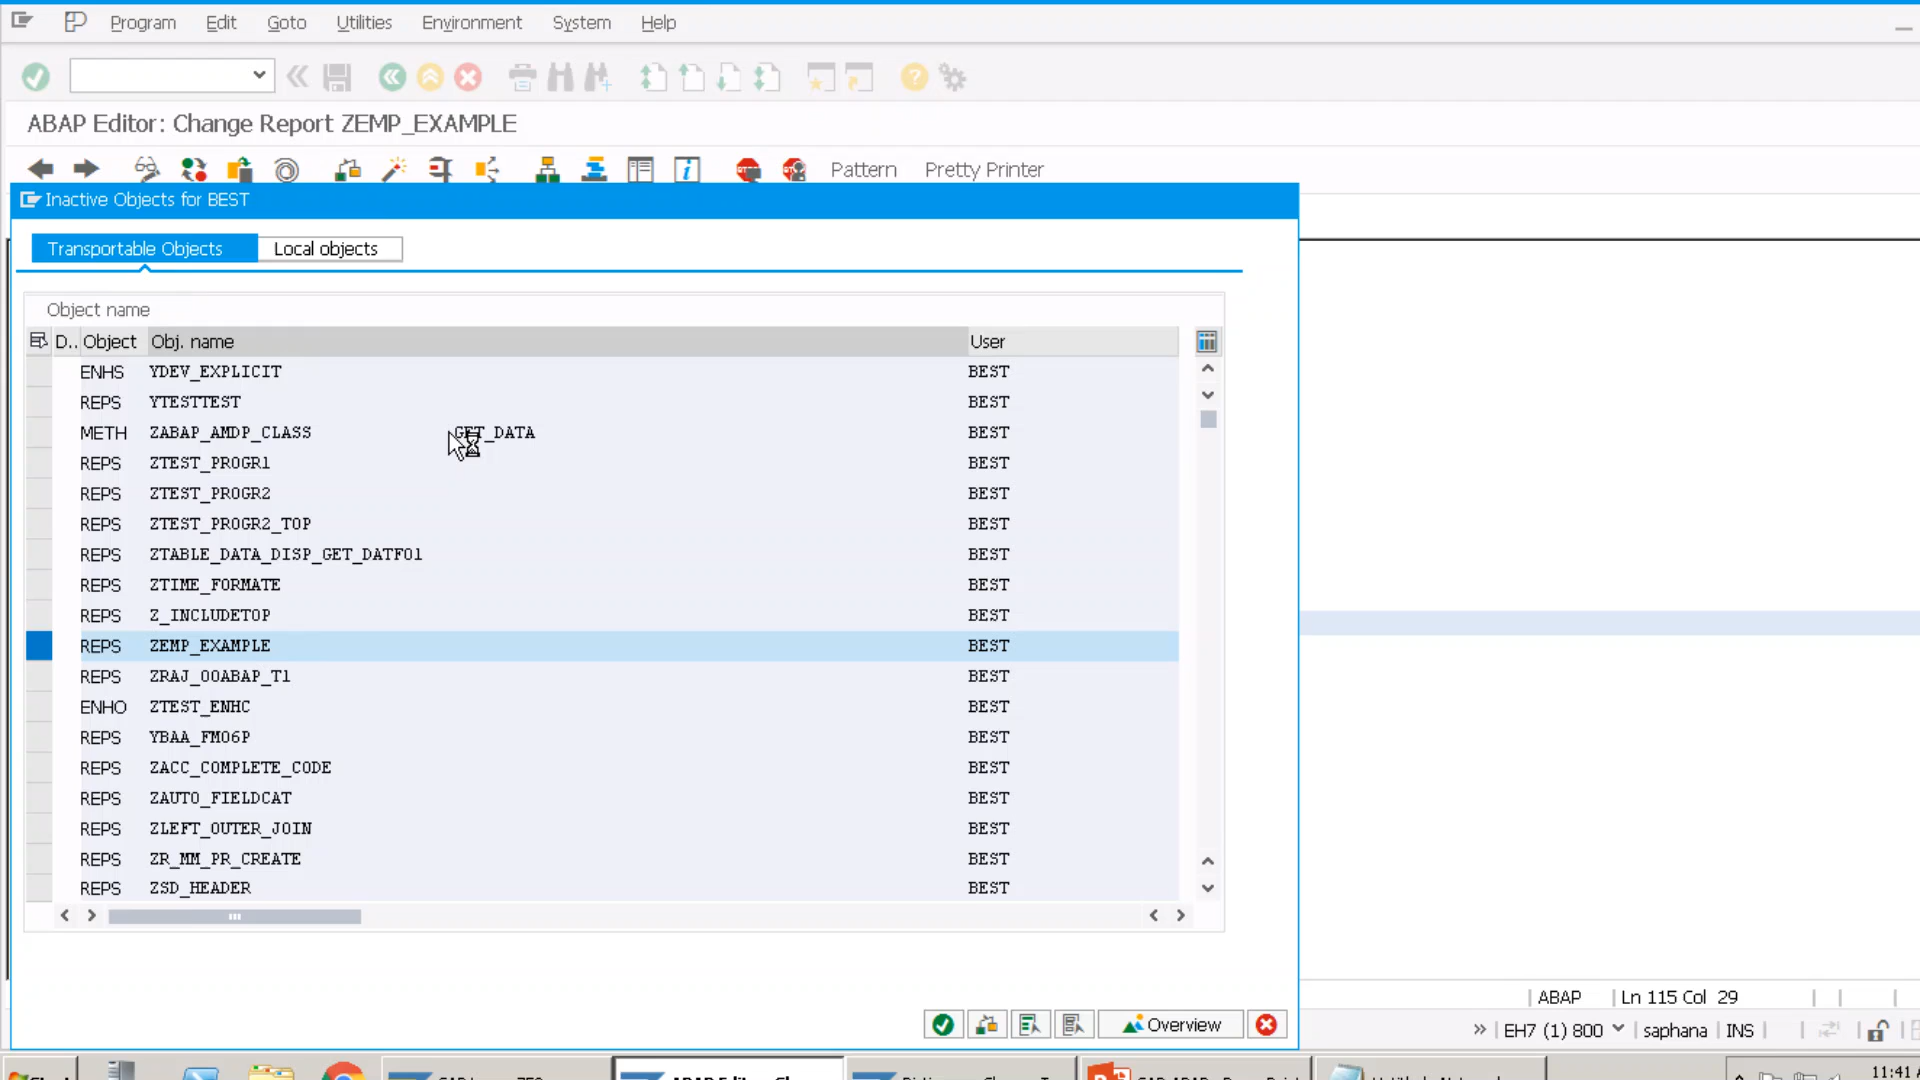 Program Edit Goto Utilities Environment System Help
ABAP Editor: Change Report ZEMP_EXAMPLE
Pattern Pretty Printer
Inactive Objects for BEST
Transportable Objects Local objects
Object name
D.. Object Obj. name User
ENHS YDEV_EXPLICIT BEST
REPS YTESTTEST BEST
METH ZABAP_AMDP_CLASS GET_DATA BEST
REPS ZTEST_PROGR1 BEST
REPS ZTEST_PROGR2 BEST
REPS ZTEST_PROGR2_TOP BEST
REPS ZTABLE_DATA_DISP_GET_DATF01 BEST
REPS ZTIME_FORMATE BEST
REPS Z_INCLUDETOP BEST
REPS ZEMP_EXAMPLE BEST
REPS ZRAJ_00ABAP_T1 BEST
ENHO ZTEST_ENHC BEST
REPS YBAA_FM06P BEST
REPS ZACC_COMPLETE_CODE BEST
REPS ZAUTO_FIELDCAT BEST
REPS ZLEFT_OUTER_JOIN BEST
REPS ZR_MM_PR_CREATE BEST
REPS ZSD_HEADER BEST
Overview
ABAP Ln 115 Col 29
EH7 (1) 800 saphana INS
11:41